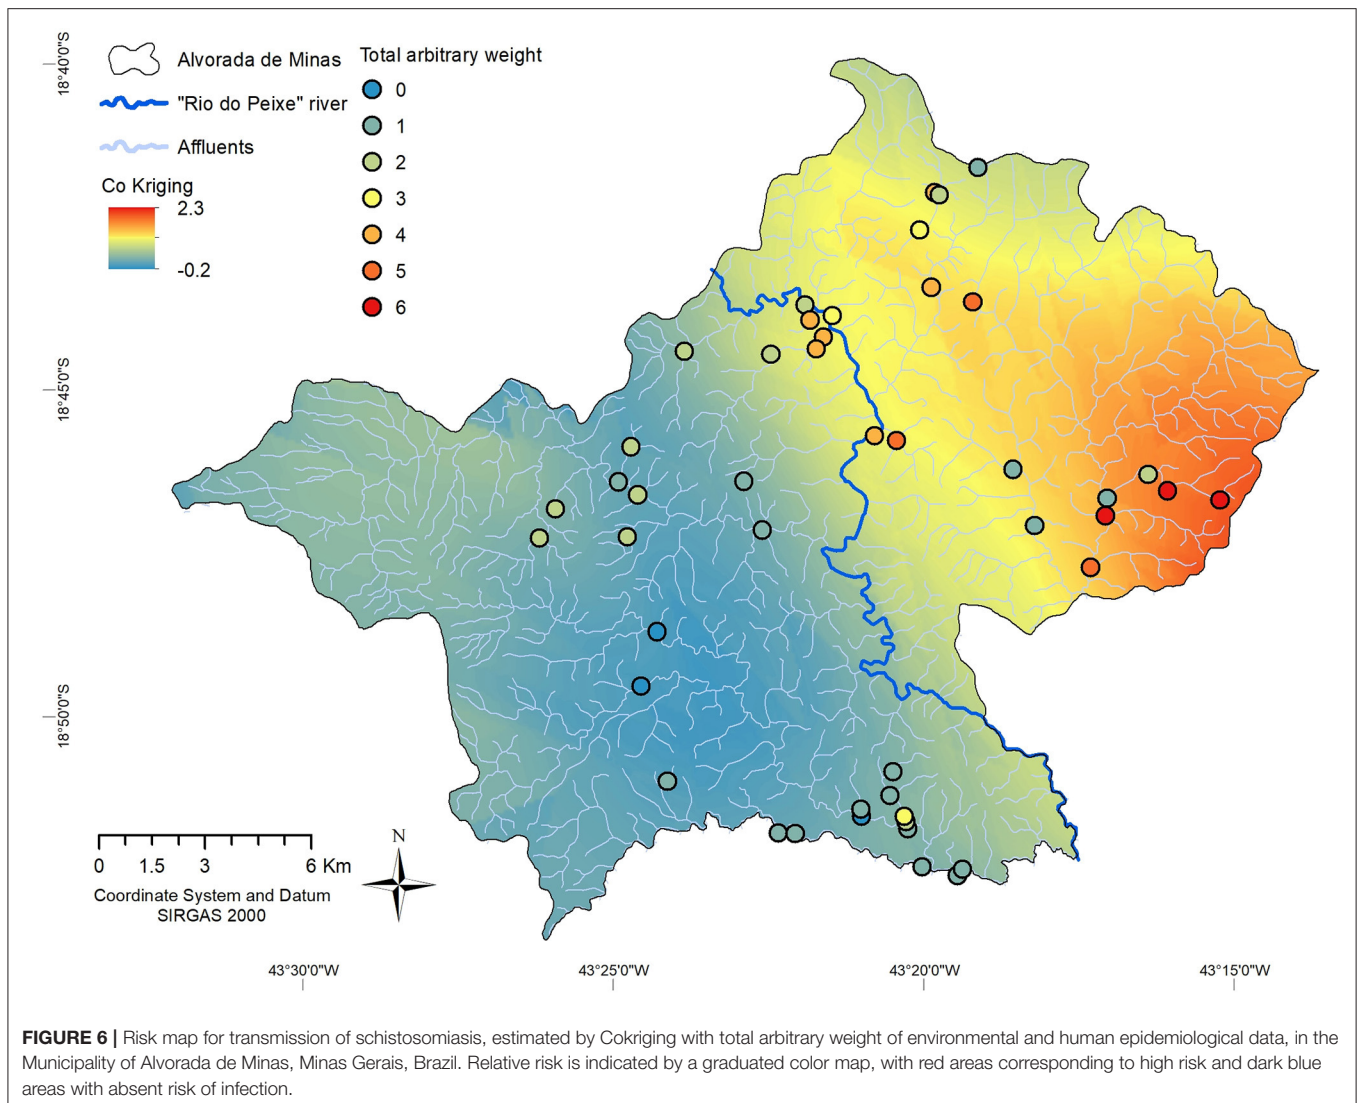 Alvorada de Minas
"Rio do Peixe" river
Affluents
Co Kriging
2.3
-0.2
Total arbitrary weight
0
1
2
3
4
5
6
18°40'0"S
18°45'0"S
18°50'0"S
0 1.5 3 6 Km
Coordinate System and Datum
SIRGAS 2000
N
43°30'0"W 43°25'0"W 43°20'0"W 43°15'0"W
FIGURE 6 | Risk map for transmission of schistosomiasis, estimated by Cokriging with total arbitrary weight of environmental and human epidemiological data, in the
Municipality of Alvorada de Minas, Minas Gerais, Brazil. Relative risk is indicated by a graduated color map, with red areas corresponding to high risk and dark blue
areas with absent risk of infection.